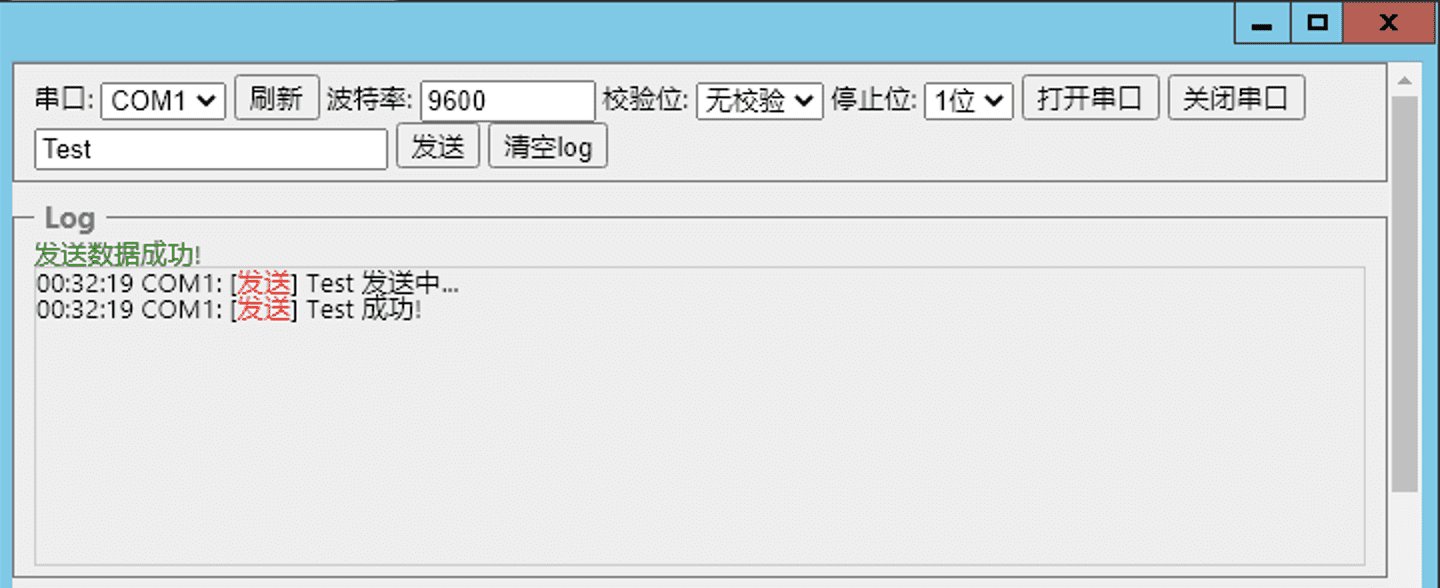 串口: COM1 刷新 波特率: 9600 校验位: 无校验 停止位: 1位 打开串口 关闭串口
Test 发送 清空log
Log
发送数据成功!
00:32:19 COM1: [发送] Test 发送中...
00:32:19 COM1: [发送] Test 成功!